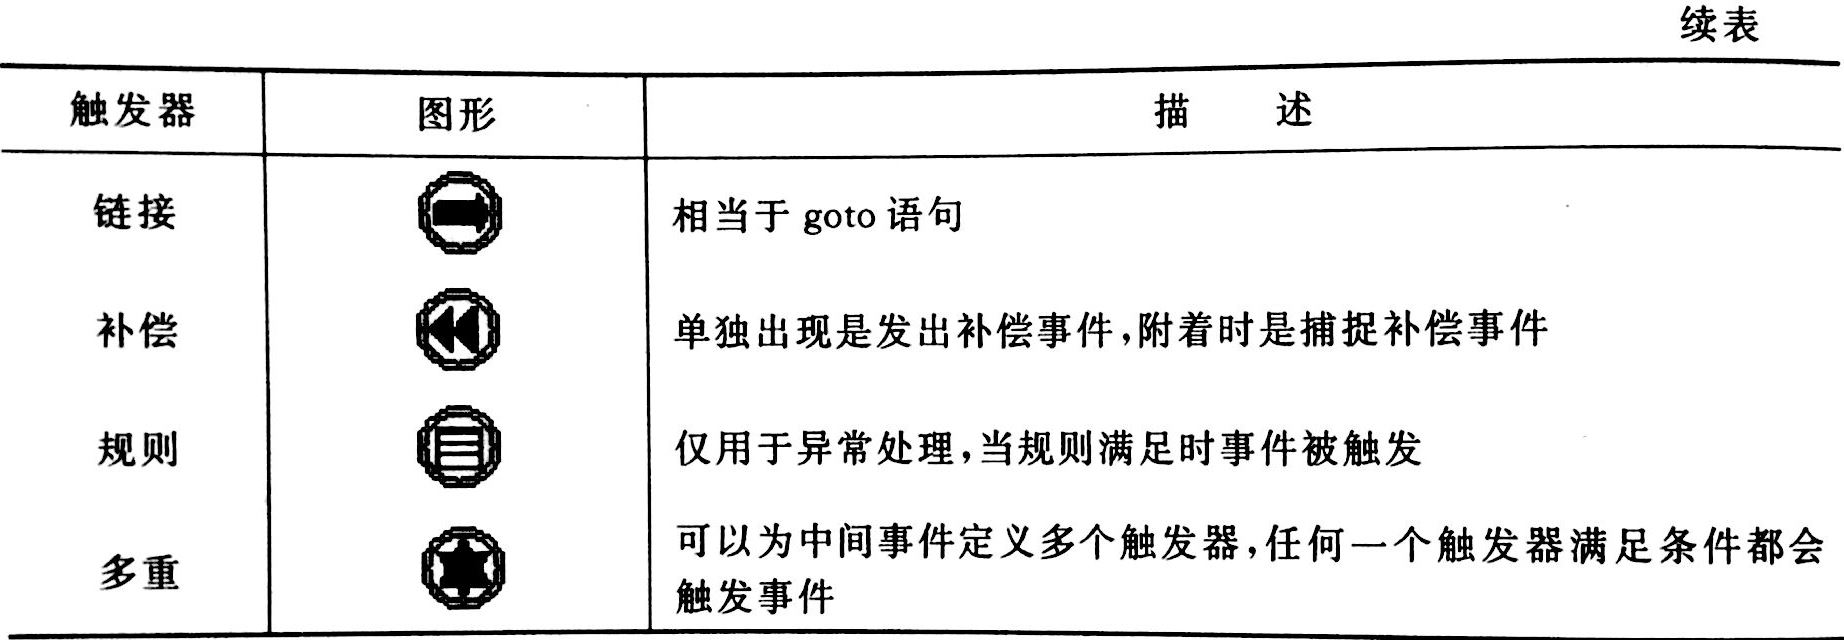 续表
触发器 图形 描 述
链接 相当于 goto 语句
补偿 单独出现是发出补偿事件,附着时是捕捉补偿事件
规则 仅用于异常处理,当规则满足时事件被触发
多重 可以为中间事件定义多个触发器,任何一个触发器满足条件都会
触发事件